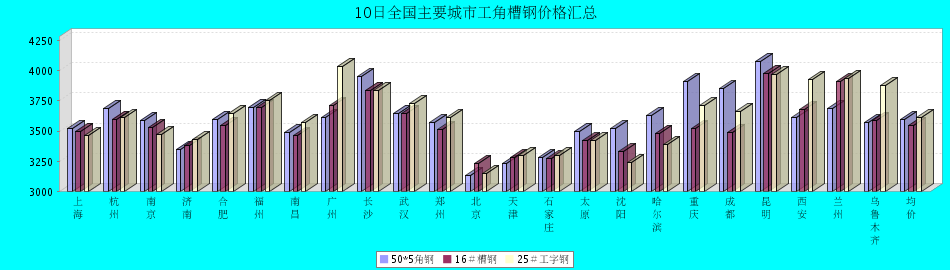 10日全国主要城市工角槽钢价格汇总
4250
4000
3750
3500
3250
3000
上海
杭州
南京
济南
合肥
福州
南昌
广州
长沙
武汉
郑州
北京
天津
石家庄
太原
沈阳
哈尔滨
重庆
成都
昆明
西安
兰州
乌鲁木齐
均价
50*5角钢 16#槽钢 25#工字钢